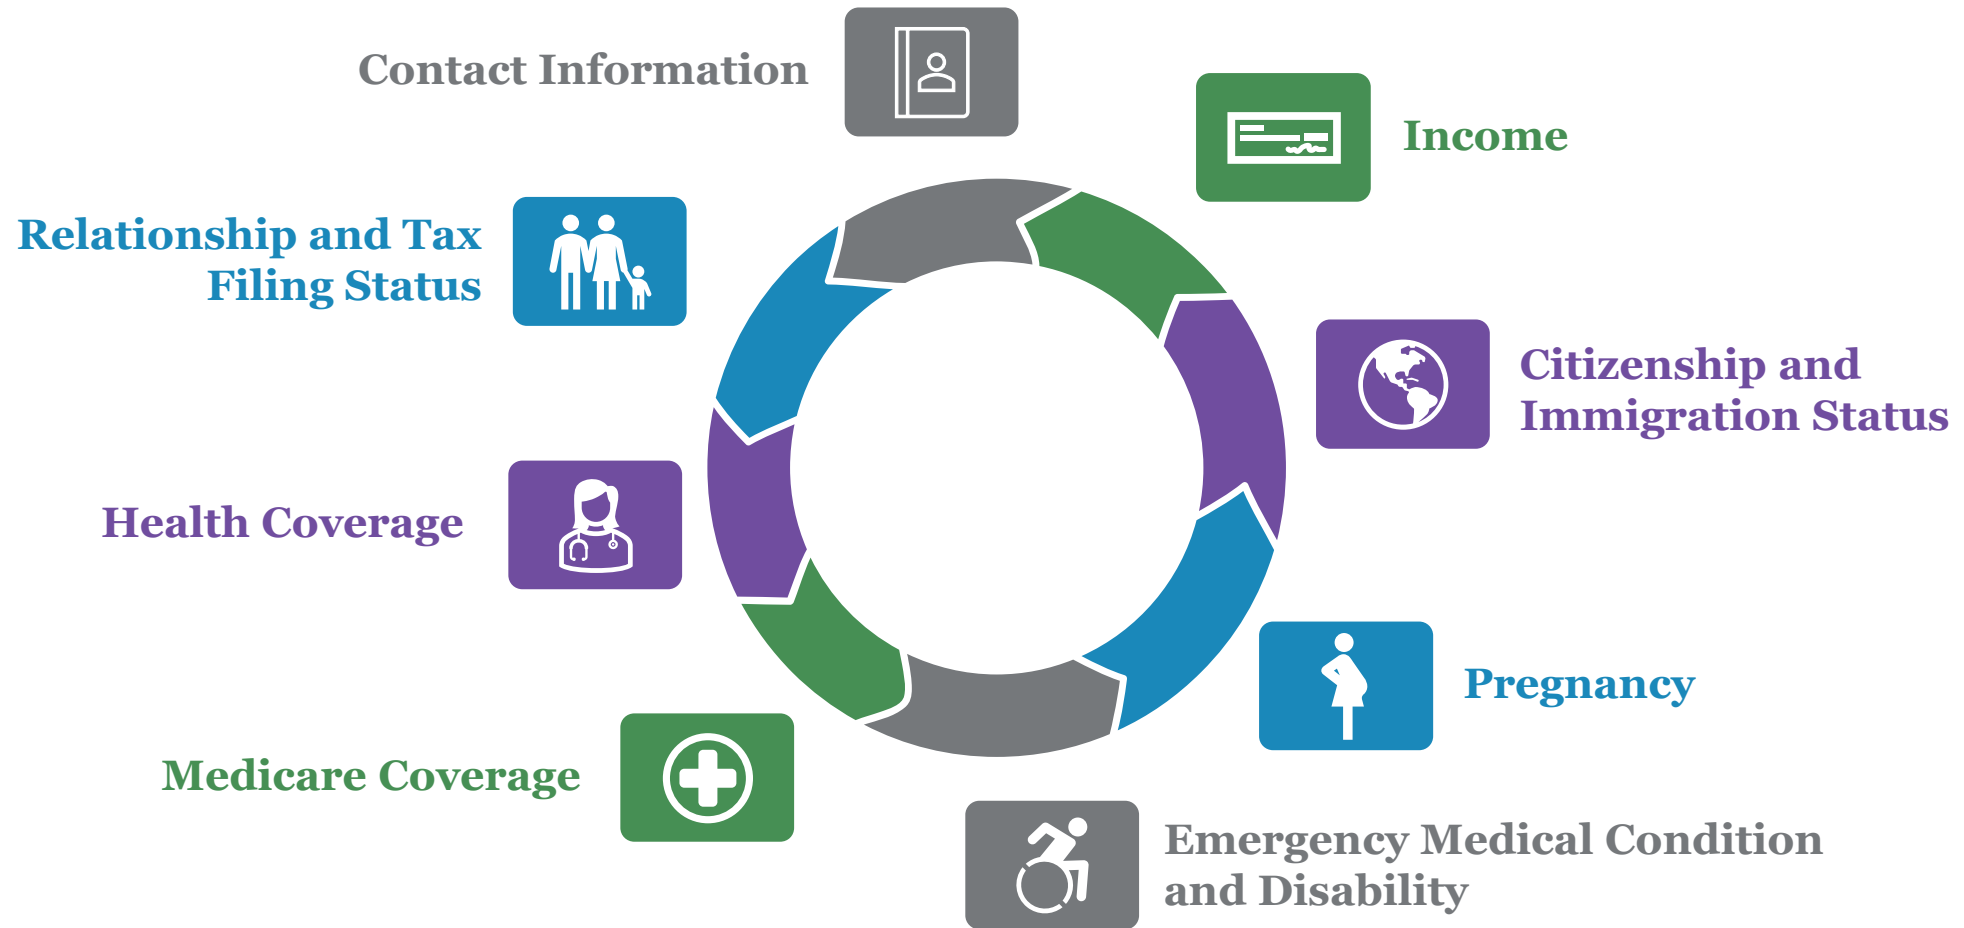 Contact Information
Income
Relationship and Tax
Filing Status
Citizenship and
Immigration Status
Health Coverage
Pregnancy
Medicare Coverage
Emergency Medical Condition
and Disability